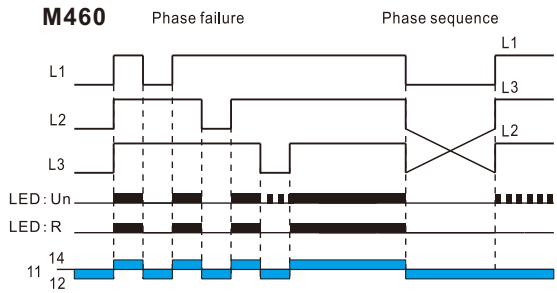 M460
Phase failure
Phase sequence
L1
L1
L3
L2
L2
L3
LED: Un
LED: R
11 14
12